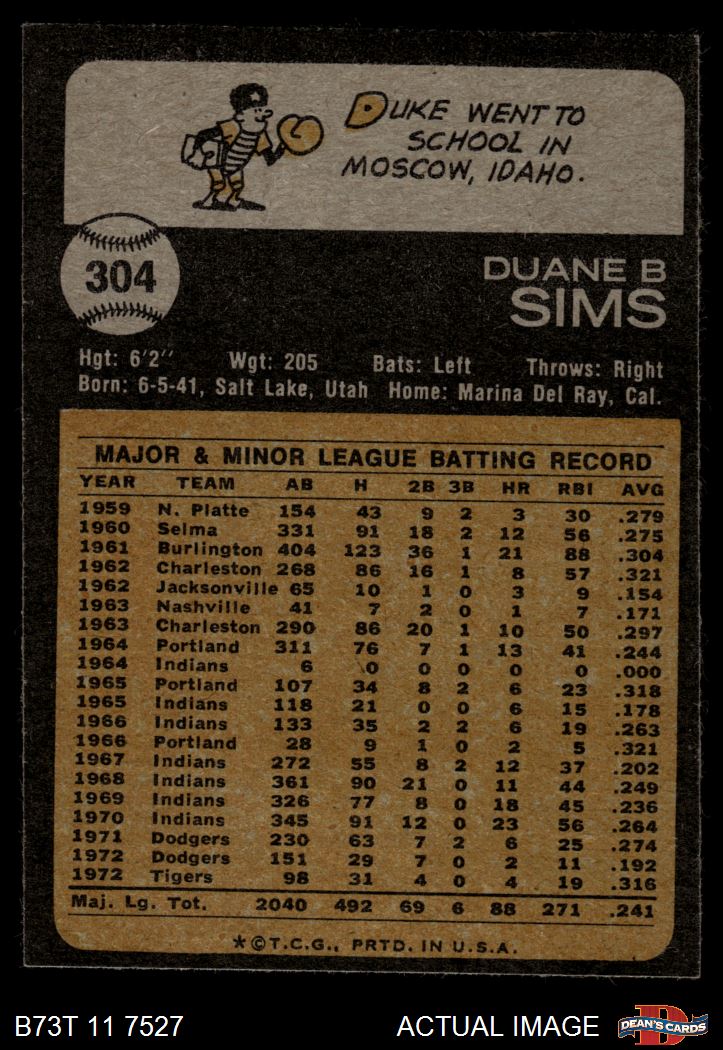 DUKE WENT TO
SCHOOL IN
MOSCOW, IDAHO.
304
DUANE B
SIMS
Hgt: 6'2" Wgt: 205 Bats: Left Throws: Right
Born: 6-5-41, Salt Lake, Utah Home: Marina Del Ray, Cal.
MAJOR & MINOR LEAGUE BATTING RECORD
YEAR TEAM AB H 2B 3B HR RBI AVG
1959 N. Platte 154 43 9 2 3 30 .279
1960 Selma 331 91 18 2 12 56 .275
1961 Burlington 404 123 36 1 21 88 .304
1962 Charleston 268 86 16 1 8 57 .321
1962 Jacksonville 65 10 1 0 3 9 .154
1963 Nashville 41 7 2 0 1 7 .171
1963 Charleston 290 86 20 1 10 50 .297
1964 Portland 311 76 7 1 13 41 .244
1964 Indians 6 0 0 0 0 0 .000
1965 Portland 107 34 8 2 6 23 .318
1965 Indians 118 21 0 0 6 15 .178
1966 Indians 133 35 2 2 6 19 .263
1966 Portland 28 9 1 0 2 5 .321
1967 Indians 272 55 8 2 12 37 .202
1968 Indians 361 90 21 0 11 44 .249
1969 Indians 326 77 8 0 18 45 .236
1970 Indians 345 91 12 0 23 56 .264
1971 Dodgers 230 63 7 2 6 25 .274
1972 Dodgers 151 29 7 0 2 11 .192
1972 Tigers 98 31 4 0 4 19 .316
Maj. Lg. Tot. 2040 492 69 6 88 271 .241
*©T.C.G., PRTD. IN U.S.A.
B73T 11 7527 ACTUAL IMAGE DEAN'S CARDS